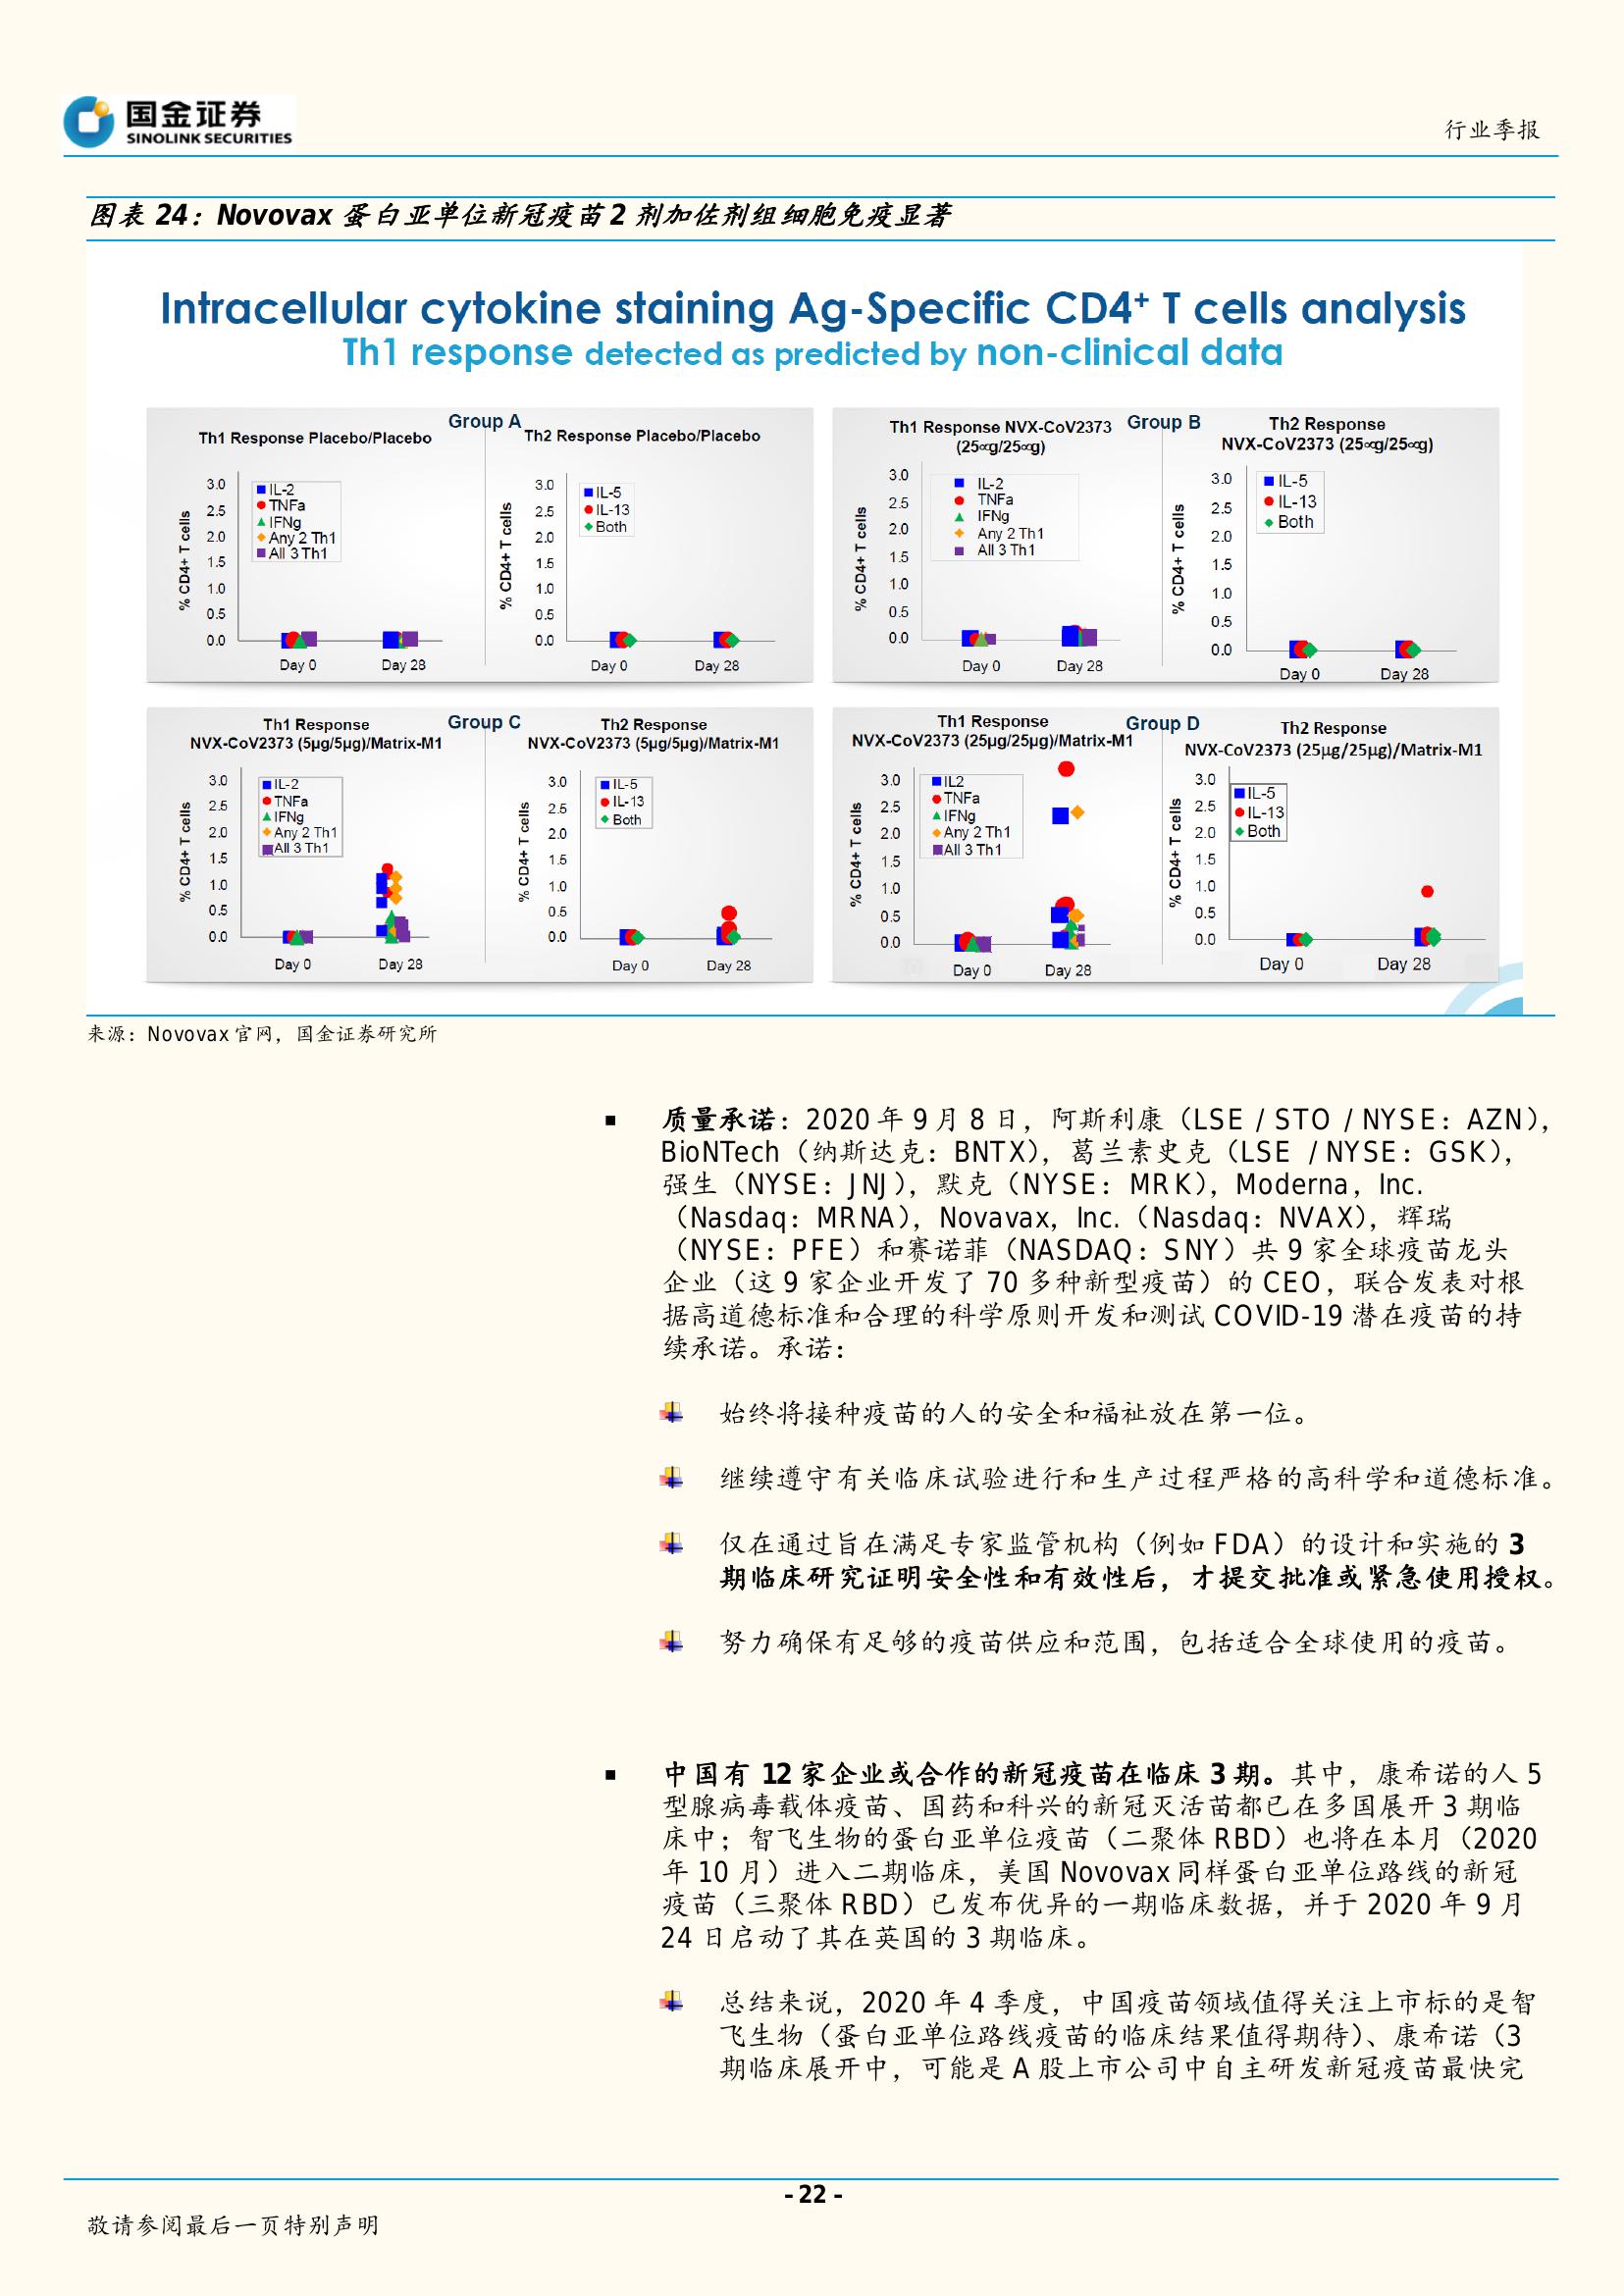 国金证券
SINOLINK SECURITIES
行业季报
图表 24：Novovax 蛋白亚单位新冠疫苗 2 剂加佐剂组细胞免疫显著
Intracellular cytokine staining Ag-Specific CD4+ T cells analysis
Th1 response detected as predicted by non-clinical data
Group A
Th1 Response Placebo/Placebo
% CD4+ T cells
3.0
2.5
2.0
1.5
1.0
0.5
0.0
IL-2
TNFa
IFNg
Any 2 Th1
All 3 Th1
Day 0
Day 28
Th2 Response Placebo/Placebo
% CD4+ T cells
3.0
2.5
2.0
1.5
1.0
0.5
0.0
IL-5
IL-13
Both
Day 0
Day 28
Group B
Th1 Response NVX-CoV2373
(25∝g/25∝g)
% CD4+ T cells
3.0
2.5
2.0
1.5
1.0
0.5
0.0
IL-2
TNFa
IFNg
Any 2 Th1
All 3 Th1
Day 0
Day 28
Th2 Response
NVX-CoV2373 (25∝g/25∝g)
% CD4+ T cells
3.0
2.5
2.0
1.5
1.0
0.5
0.0
IL-5
IL-13
Both
Day 0
Day 28
Group C
Th1 Response
NVX-CoV2373 (5µg/5µg)/Matrix-M1
% CD4+ T cells
3.0
2.5
2.0
1.5
1.0
0.5
0.0
IL-2
TNFa
IFNg
Any 2 Th1
All 3 Th1
Day 0
Day 28
Th2 Response
NVX-CoV2373 (5µg/5µg)/Matrix-M1
% CD4+ T cells
3.0
2.5
2.0
1.5
1.0
0.5
0.0
IL-5
IL-13
Both
Day 0
Day 28
Group D
Th1 Response
NVX-CoV2373 (25µg/25µg)/Matrix-M1
% CD4+ T cells
3.0
2.5
2.0
1.5
1.0
0.5
0.0
IL2
TNFa
IFNg
Any 2 Th1
All 3 Th1
Day 0
Day 28
Th2 Response
NVX-CoV2373 (25µg/25µg)/Matrix-M1
% CD4+ T cells
3.0
2.5
2.0
1.5
1.0
0.5
0.0
IL-5
IL-13
Both
Day 0
Day 28
来源：Novovax 官网，国金证券研究所
■ 质量承诺：2020 年 9 月 8 日，阿斯利康（LSE / STO / NYSE：AZN），
BioNTech（纳斯达克：BNTX），葛兰素史克（LSE / NYSE：GSK），
强生（NYSE：JNJ），默克（NYSE：MRK），Moderna，Inc.
（Nasdaq：MRNA），Novavax，Inc.（Nasdaq：NVAX），辉瑞
（NYSE：PFE）和赛诺菲（NASDAQ：SNY）共 9 家全球疫苗龙头
企业（这 9 家企业开发了 70 多种新型疫苗）的 CEO，联合发表对根
据高道德标准和合理的科学原则开发和测试 COVID-19 潜在疫苗的持
续承诺。承诺：
始终将接种疫苗的人的安全和福祉放在第一位。
继续遵守有关临床试验进行和生产过程严格的高科学和道德标准。
仅在通过旨在满足专家监管机构（例如 FDA）的设计和实施的 3
期临床研究证明安全性和有效性后，才提交批准或紧急使用授权。
努力确保有足够的疫苗供应和范围，包括适合全球使用的疫苗。
■ 中国有 12 家企业或合作的新冠疫苗在临床 3 期。其中，康希诺的人 5
型腺病毒载体疫苗、国药和科兴的新冠灭活苗都已在多国展开 3 期临
床中；智飞生物的蛋白亚单位疫苗（二聚体 RBD）也将在本月（2020
年 10 月）进入二期临床，美国 Novovax 同样蛋白亚单位路线的新冠
疫苗（三聚体 RBD）已发布优异的一期临床数据，并于 2020 年 9 月
24 日启动了其在英国的 3 期临床。
总结来说，2020 年 4 季度，中国疫苗领域值得关注上市标的是智
飞生物（蛋白亚单位路线疫苗的临床结果值得期待）、康希诺（3
期临床展开中，可能是 A 股上市公司中自主研发新冠疫苗最快完
- 22 -
敬请参阅最后一页特别声明